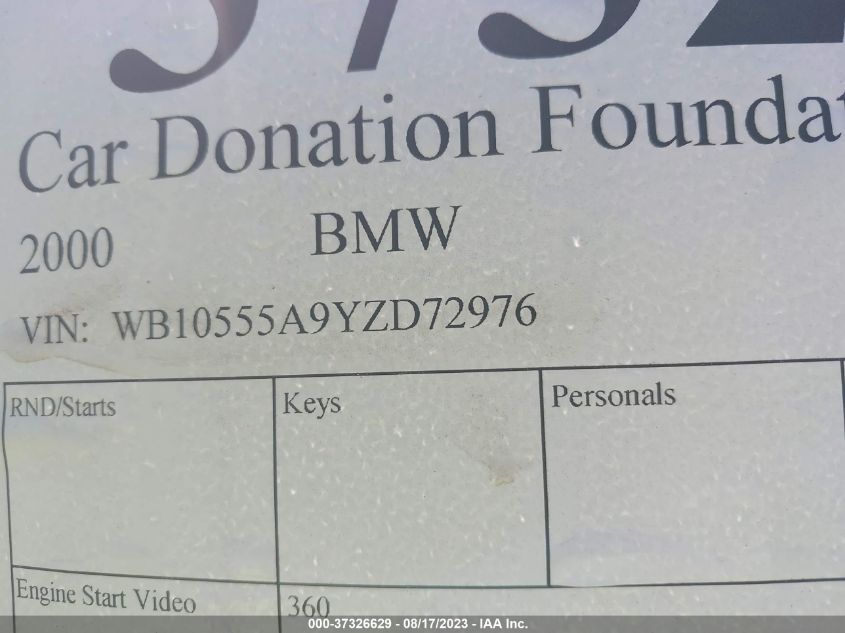 Car Donation Founda
2000 BMW
VIN: WB10555A9YZD72976
RND/Starts Keys Personals
Engine Start Video 360
000-37326629 - 08/17/2023 - IAA Inc.